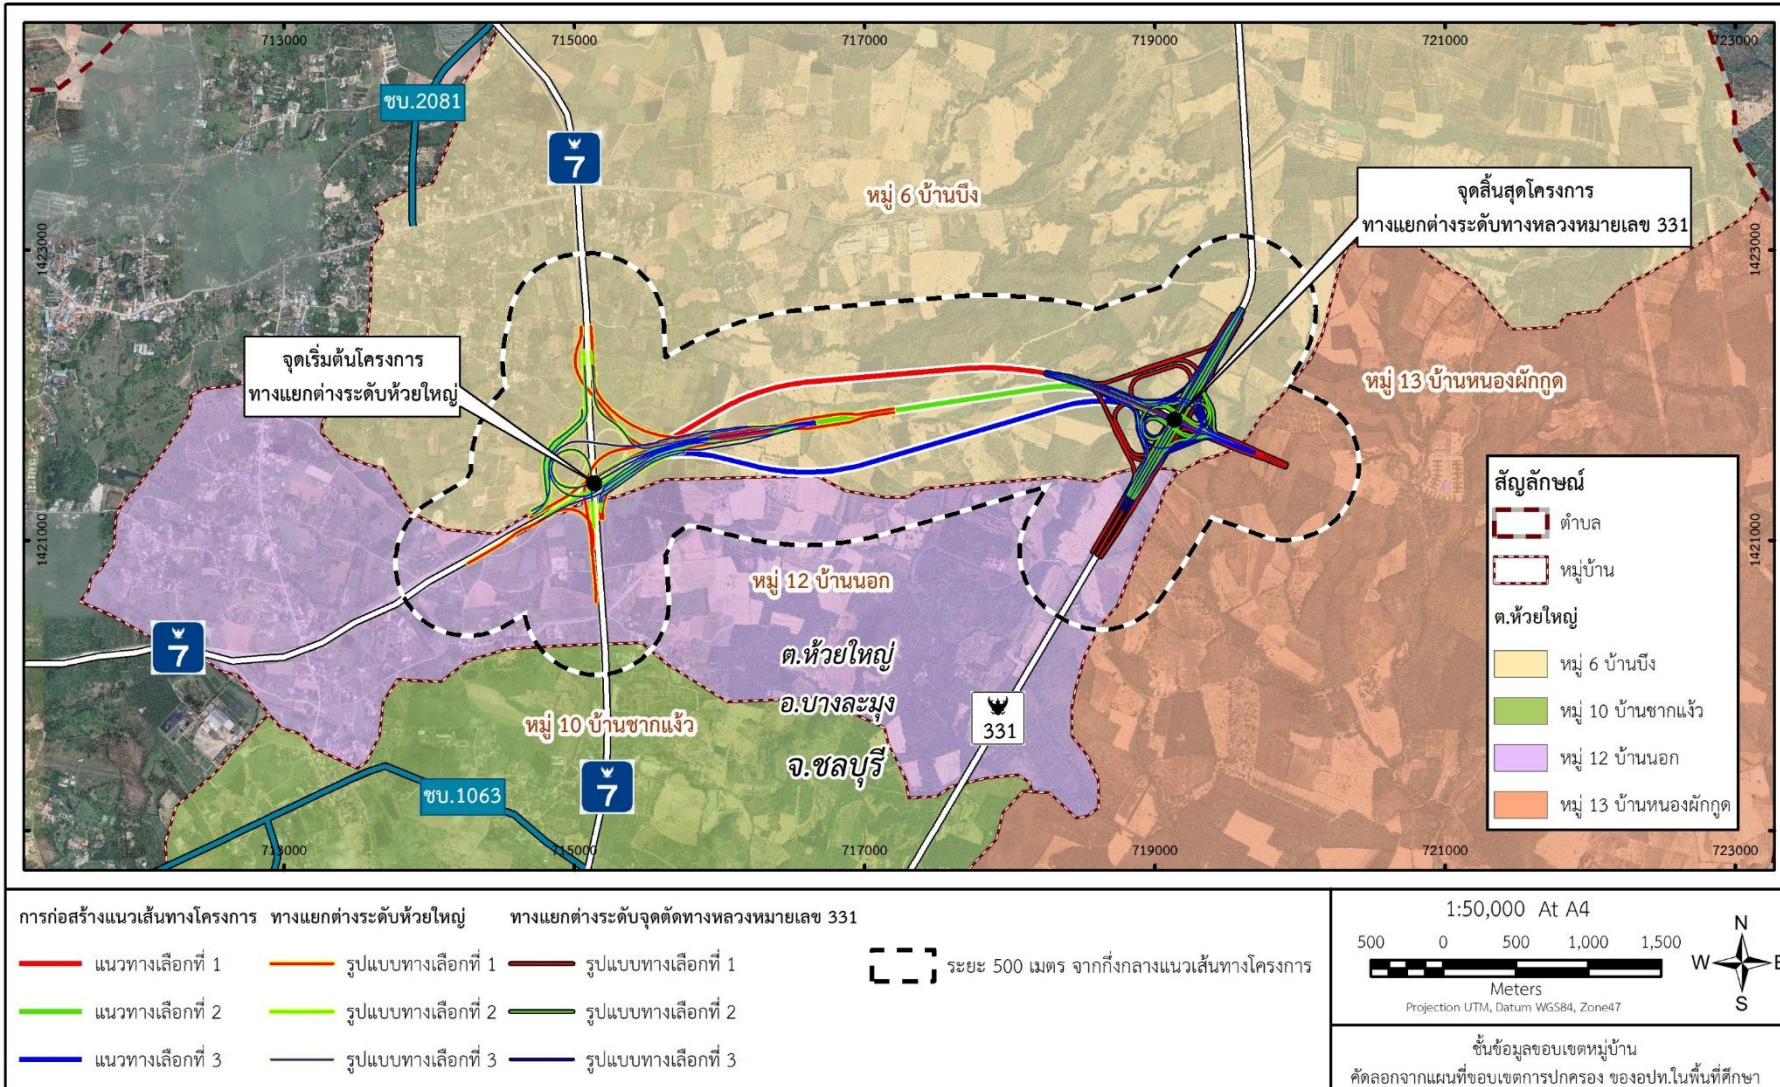 713000
715000
717000
719000
721000
723000
ชบ.2081
7
หมู่ 6 บ้านบึง
จุดสิ้นสุดโครงการ
ทางแยกต่างระดับทางหลวงหมายเลข 331
1423000
1423000
จุดเริ่มต้นโครงการ
ทางแยกต่างระดับห้วยใหญ่
หมู่ 13 บ้านหนองผักกูด
1421000
1421000
หมู่ 12 บ้านนอก
7
ต.ห้วยใหญ่
อ.บางละมุง
จ.ชลบุรี
331
หมู่ 10 บ้านชากแง้ว
7
ชบ.1063
713000
715000
717000
719000
721000
723000
สัญลักษณ์
ตำบล
หมู่บ้าน
ต.ห้วยใหญ่
หมู่ 6 บ้านบึง
หมู่ 10 บ้านชากแง้ว
หมู่ 12 บ้านนอก
หมู่ 13 บ้านหนองผักกูด
การก่อสร้างแนวเส้นทางโครงการ
แนวทางเลือกที่ 1
แนวทางเลือกที่ 2
แนวทางเลือกที่ 3
ทางแยกต่างระดับห้วยใหญ่
รูปแบบทางเลือกที่ 1
รูปแบบทางเลือกที่ 2
รูปแบบทางเลือกที่ 3
ทางแยกต่างระดับจุดตัดทางหลวงหมายเลข 331
รูปแบบทางเลือกที่ 1
รูปแบบทางเลือกที่ 2
รูปแบบทางเลือกที่ 3
ระยะ 500 เมตร จากกึ่งกลางแนวเส้นทางโครงการ
1:50,000 At A4
500 0 500 1,000 1,500
Meters
Projection UTM, Datum WGS84, Zone47
N
W E
S
ชั้นข้อมูลขอบเขตหมู่บ้าน
คัดลอกจากแผนที่ขอบเขตการปกครอง ของอปท.ในพื้นที่ศึกษา